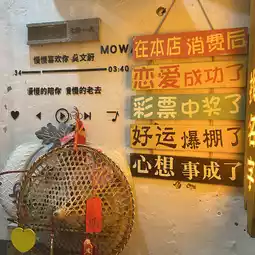 慢慢喜欢你 莫文蔚
MOW
:34
03:40
慢慢的陪你 慢慢的老去
在本店 消费后
恋爱 成功了
彩票 中奖了
好运 爆棚了
心想 事成了